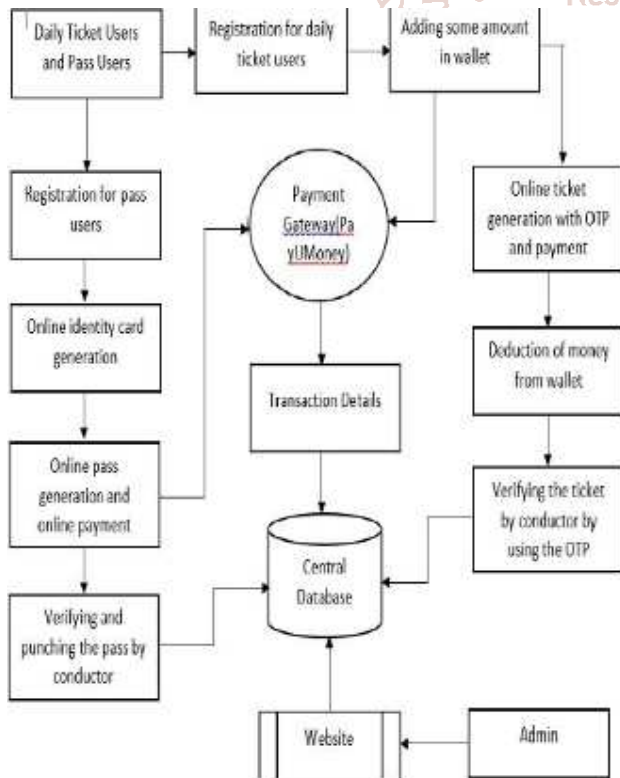 Res
Daily Ticket Users
and Pass Users
Registration for daily
ticket users
Adding some amount
in wallet
Registration for pass
users
Payment
Gateway(Pa
yUMoney)
Online ticket
generation with OTP
and payment
Online identity card
generation
Transaction Details
Deduction of money
from wallet
Online pass
generation and
online payment
Verifying the ticket
by conductor by
using the OTP
Central
Database
Verifying and
punching the pass by
conductor
Website
Admin